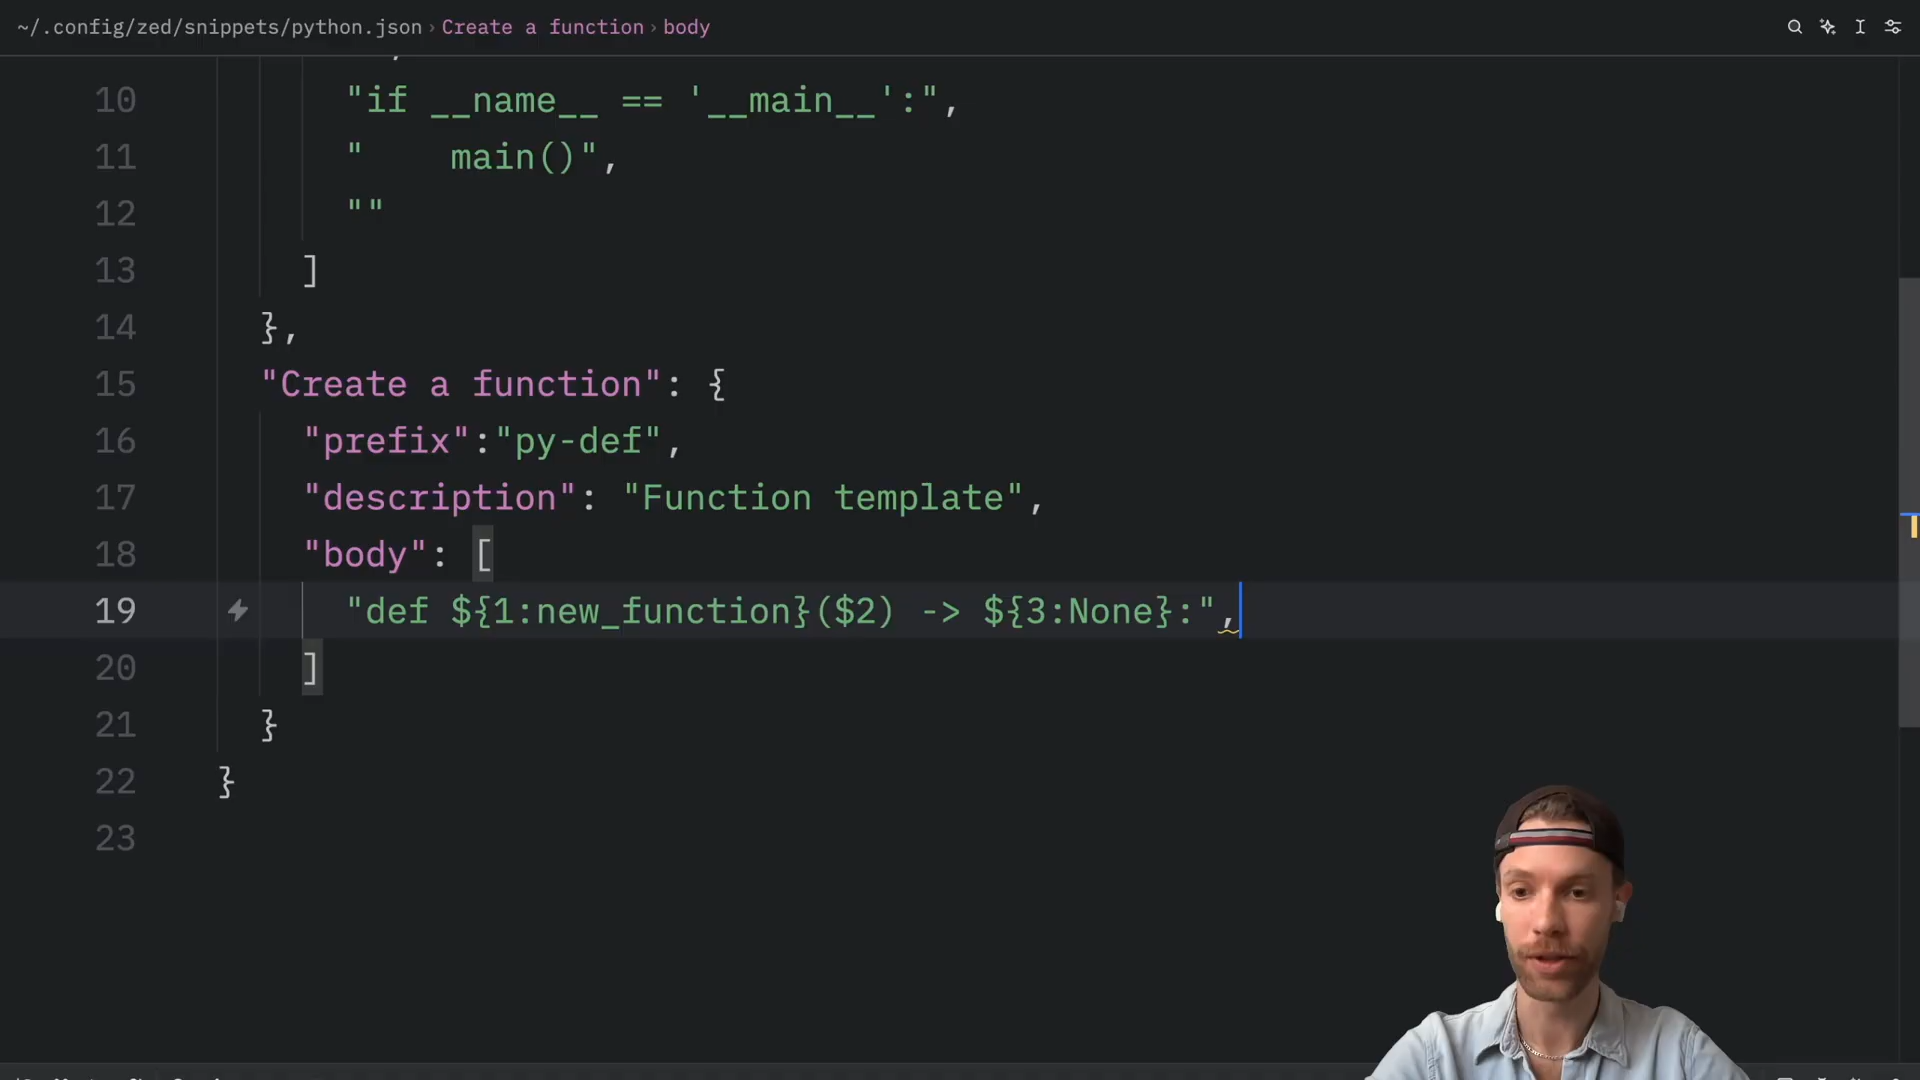 ~/.config/zed/snippets/python.json › Create a function › body
10 "if __name__ == '__main__':",
11 "    main()",
12 ""
13 ]
14 },
15 "Create a function": {
16 "prefix":"py-def",
17 "description": "Function template",
18 "body": [
19 "def ${1:new_function}($2) -> ${3:None}:",
20 ]
21 }
22 }
23